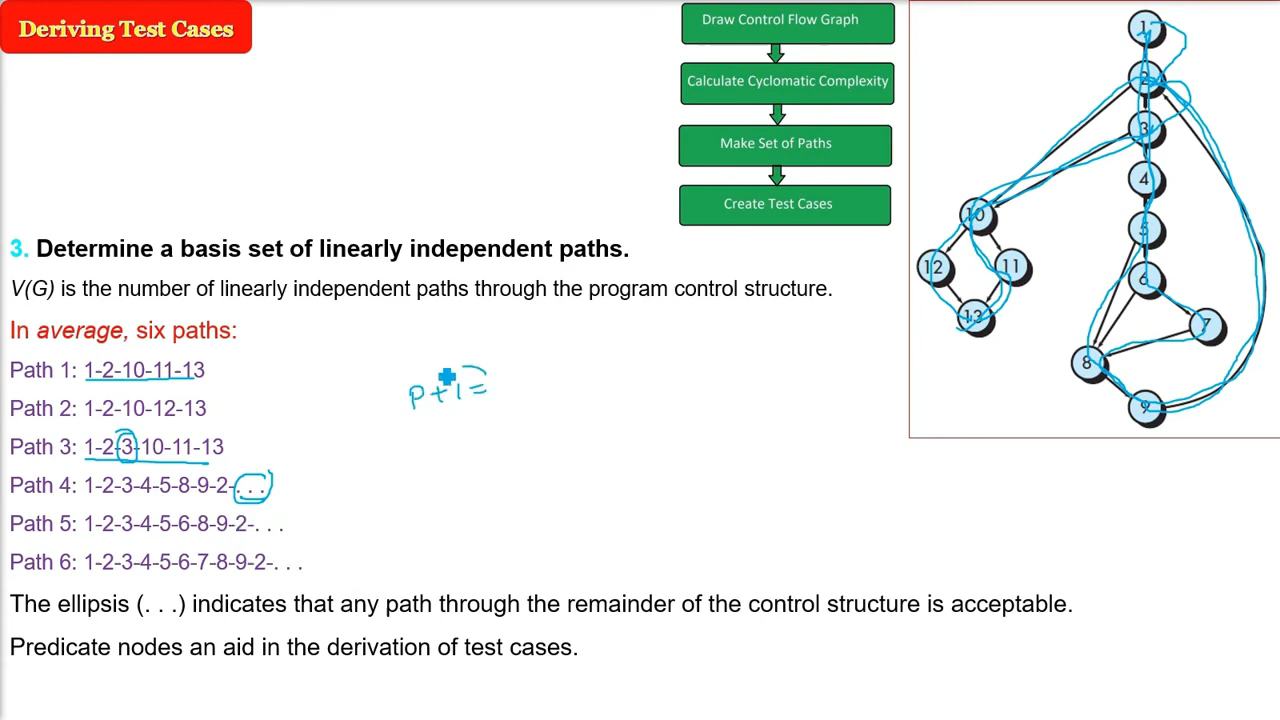 Deriving Test Cases
Draw Control Flow Graph
Calculate Cyclomatic Complexity
Make Set of Paths
Create Test Cases
3. Determine a basis set of linearly independent paths.
V(G) is the number of linearly independent paths through the program control structure.
In average, six paths:
Path 1: 1-2-10-11-13
Path 2: 1-2-10-12-13
Path 3: 1-2-3-10-11-13
Path 4: 1-2-3-4-5-8-9-2-. . .
Path 5: 1-2-3-4-5-6-8-9-2-. . .
Path 6: 1-2-3-4-5-6-7-8-9-2-. . .
The ellipsis (. . .) indicates that any path through the remainder of the control structure is acceptable.
Predicate nodes an aid in the derivation of test cases.
P+1=
1
2
3
4
5
6
7
8
9
10
12
11
13